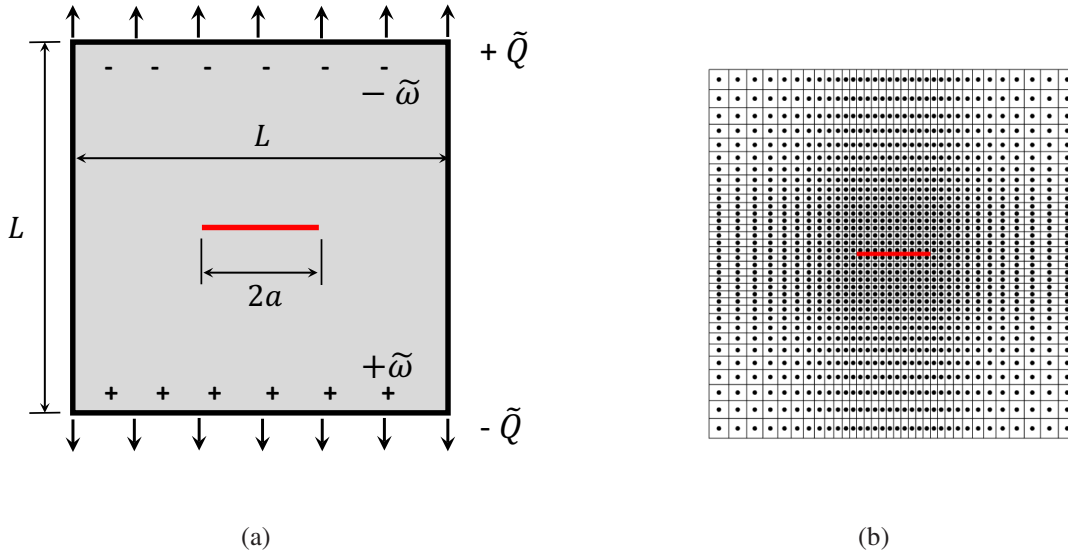 + Q̃
- - - - - -
− ω̃
L
L
2a
+ω̃
+ + + + + +
- Q̃
(a)
(b)